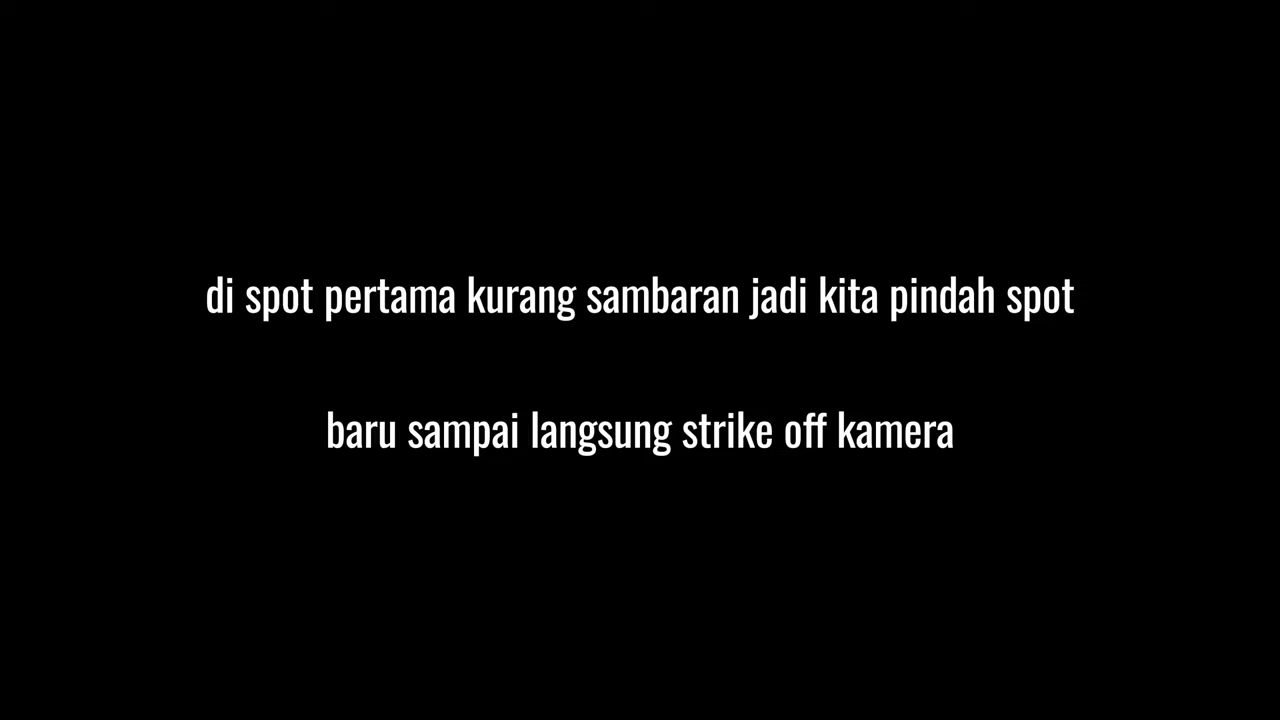 di spot pertama kurang sambaran jadi kita pindah spot
baru sampai langsung strike off kamera